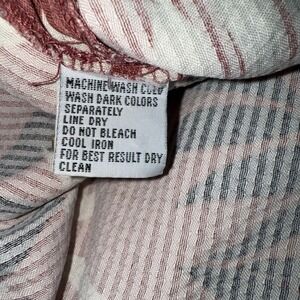 MACHINE WASH COLD
WASH DARK COLORS
SEPARATELY
LINE DRY
DO NOT BLEACH
COOL IRON
FOR BEST RESULT DRY
CLEAN